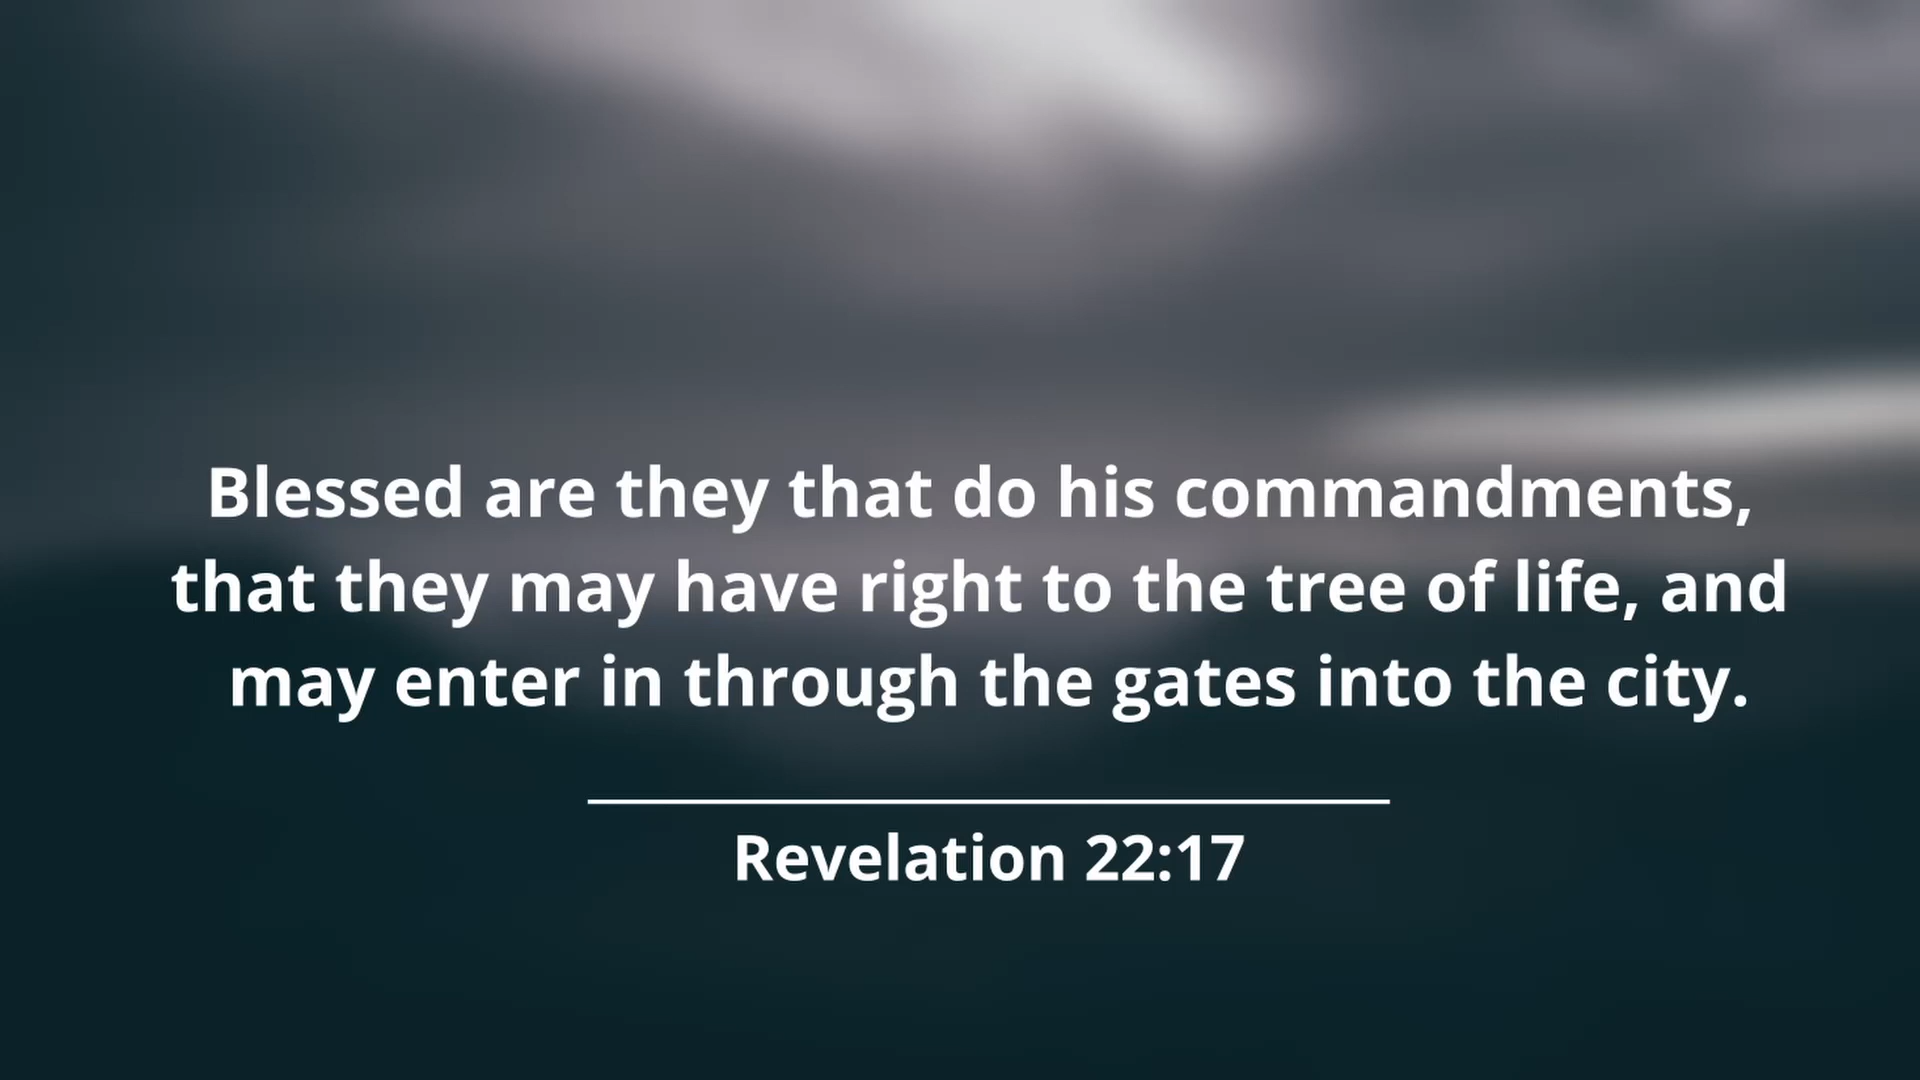 Blessed are they that do his commandments,
that they may have right to the tree of life, and
may enter in through the gates into the city.
Revelation 22:17